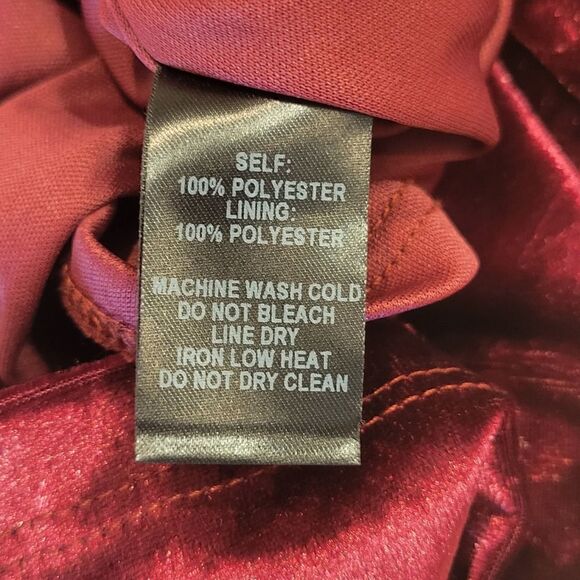 SELF:
100% POLYESTER
LINING:
100% POLYESTER
MACHINE WASH COLD
DO NOT BLEACH
LINE DRY
IRON LOW HEAT
DO NOT DRY CLEAN